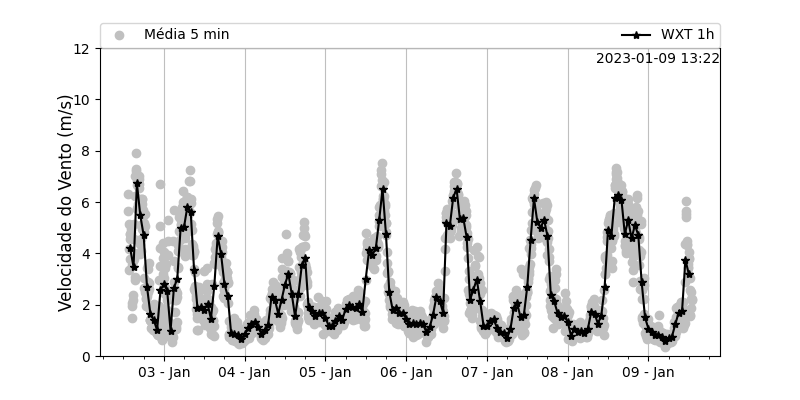 Média 5 min
WXT 1h
2023-01-09 13:22
Velocidade do Vento (m/s)
12
10
8
6
4
2
0
03 - Jan
04 - Jan
05 - Jan
06 - Jan
07 - Jan
08 - Jan
09 - Jan